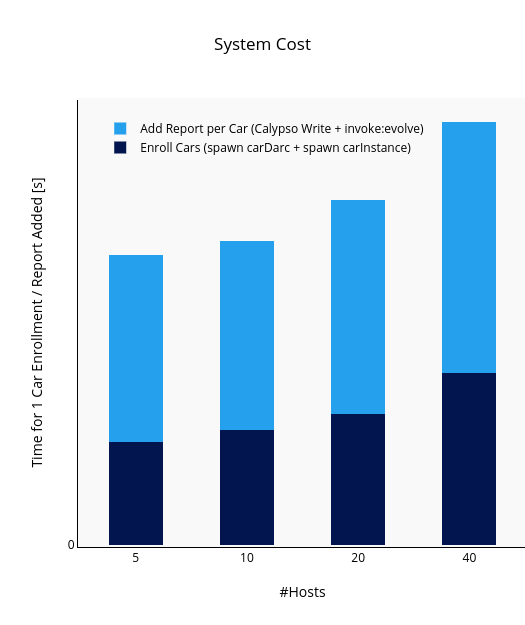 System Cost
Add Report per Car (Calypso Write + invoke:evolve)
Enroll Cars (spawn carDarc + spawn carInstance)
Time for 1 Car Enrollment / Report Added [s]
0
5 10 20 40
#Hosts